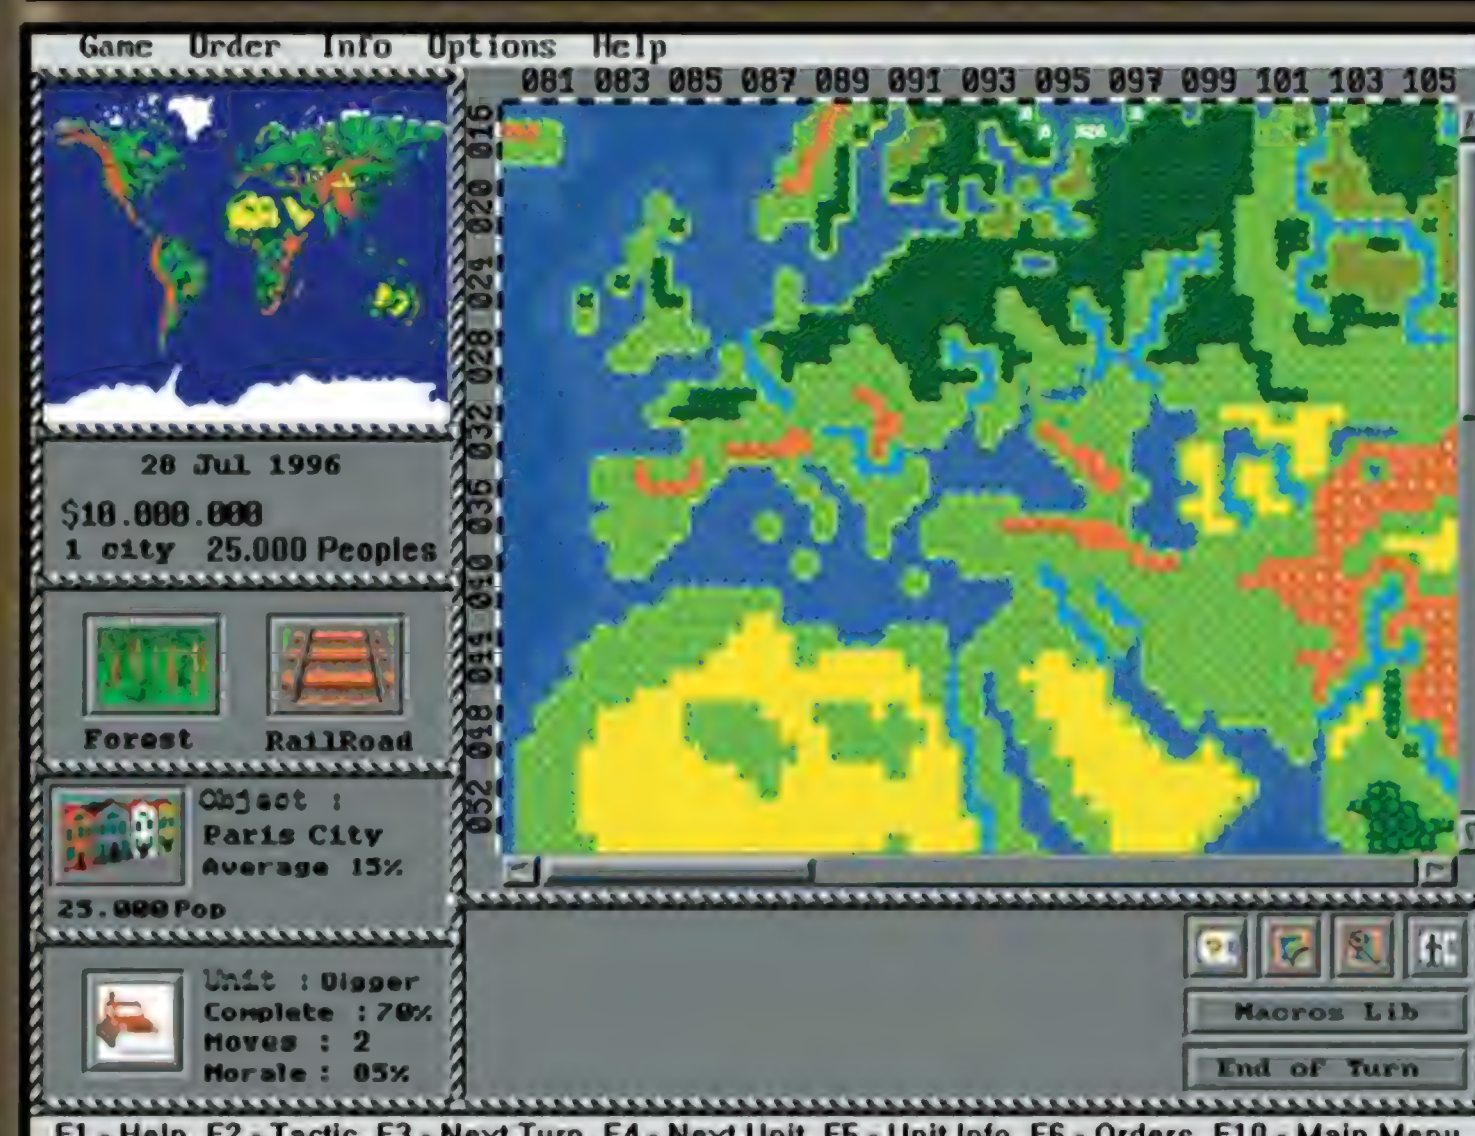 Game Order Info Options Help
081 083 085 087 089 091 093 095 097 099 101 103 105
016
020
024
028
032
036
040
044
048
052
28 Jul 1996
$10.000.000
1 city 25.000 Peoples
Forest RailRoad
Object :
Paris City
Average 15%
25.000 Pop
Unit : Digger
Complete : 70%
Moves : 2
Morale : 85%
Macros Lib
End of Turn
F1 - Help F2 - Tactic F3 - Next Turn F4 - Next Unit F5 - Unit Info F6 - Orders F10 - Main Menu